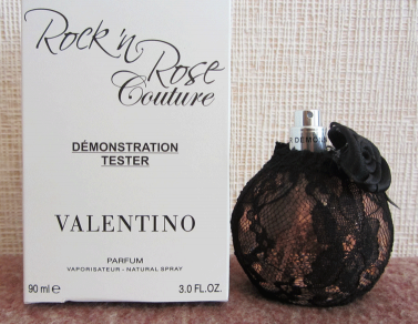 Rock 'n
Rose
Couture
DÉMONSTRATION
TESTER
VALENTINO
PARFUM
VAPORISATEUR - NATURAL SPRAY
90 ml e 3.0 FL.OZ.